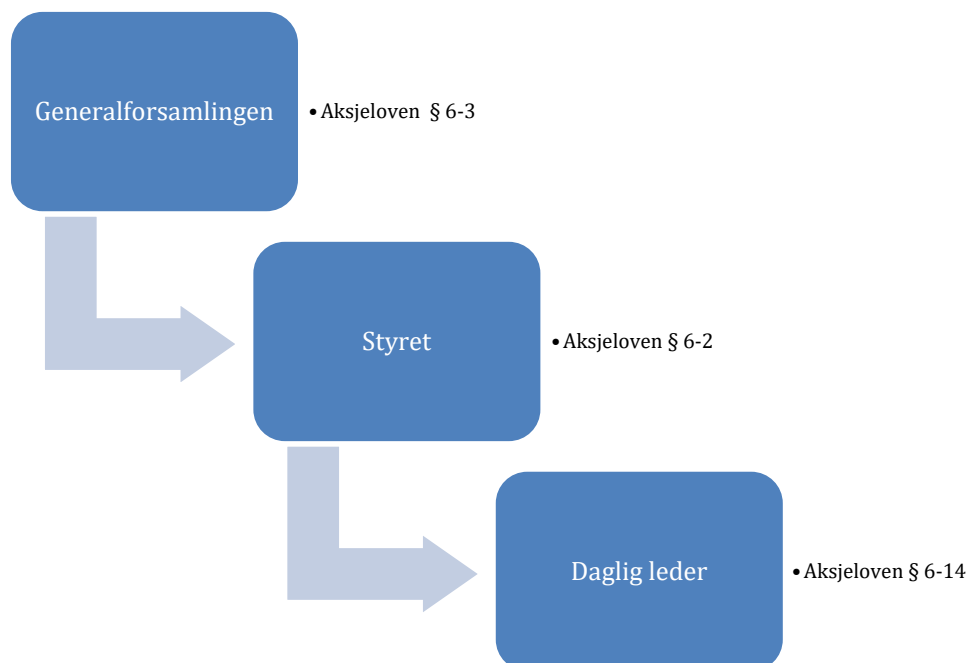 Generalforsamlingen
• Aksjeloven § 6-3
Styret
• Aksjeloven § 6-2
Daglig leder
• Aksjeloven § 6-14